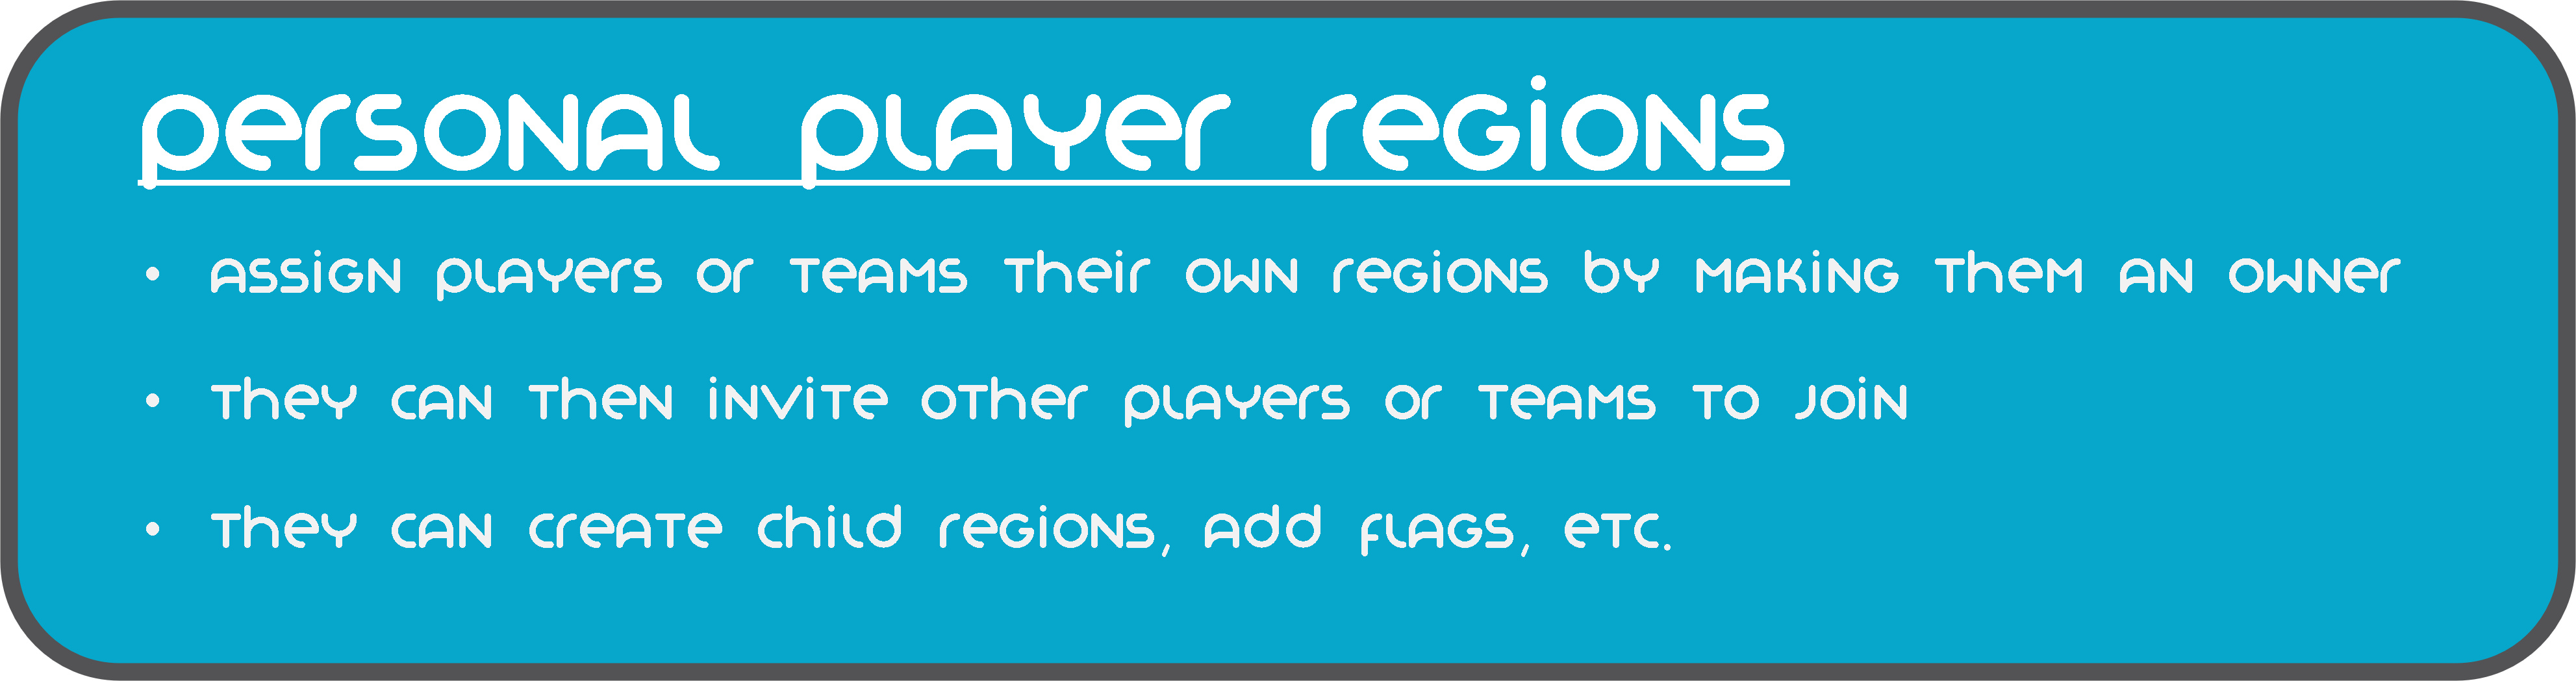 Personal Player Regions
• Assign players or teams their own regions by making them an owner
• They can then invite other players or teams to join
• They can create child regions, add flags, etc.